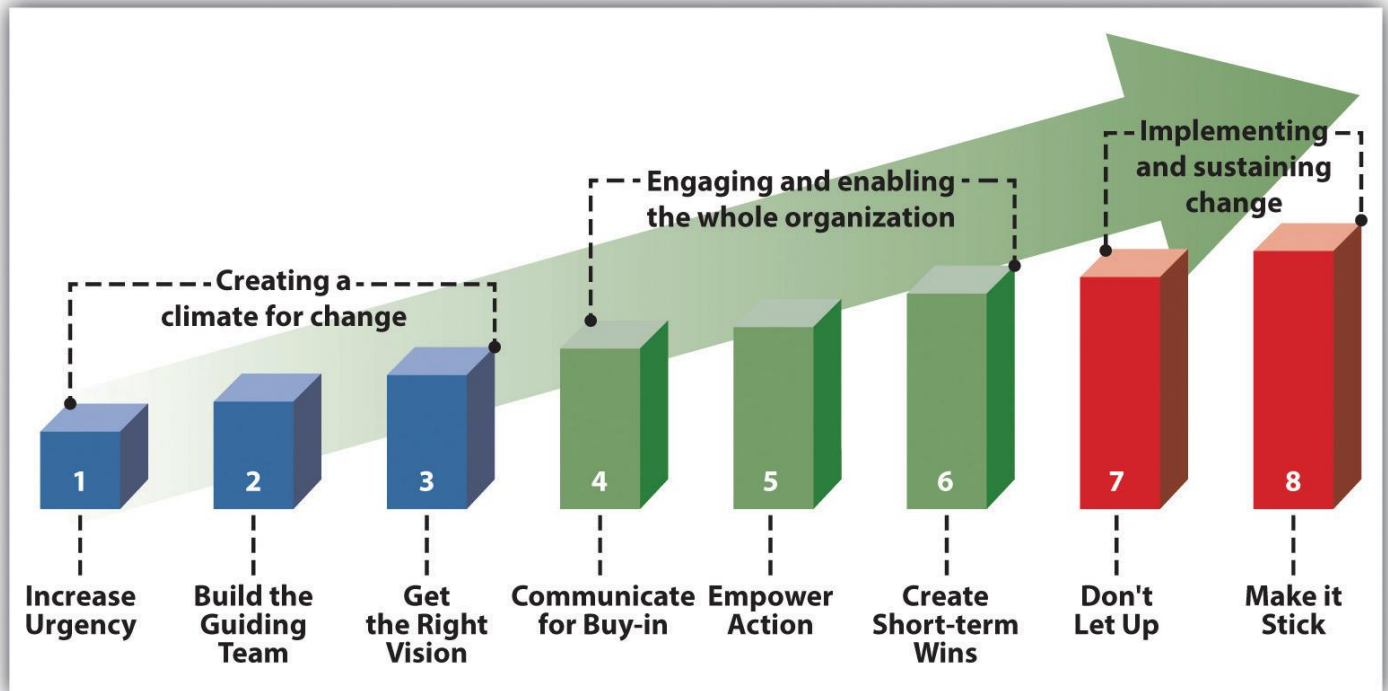 Implementing
and sustaining
change
Engaging and enabling
the whole organization
Creating a
climate for change
1
2
3
4
5
6
7
8
Increase
Urgency
Build the
Guiding
Team
Get
the Right
Vision
Communicate
for Buy-in
Empower
Action
Create
Short-term
Wins
Don't
Let Up
Make it
Stick